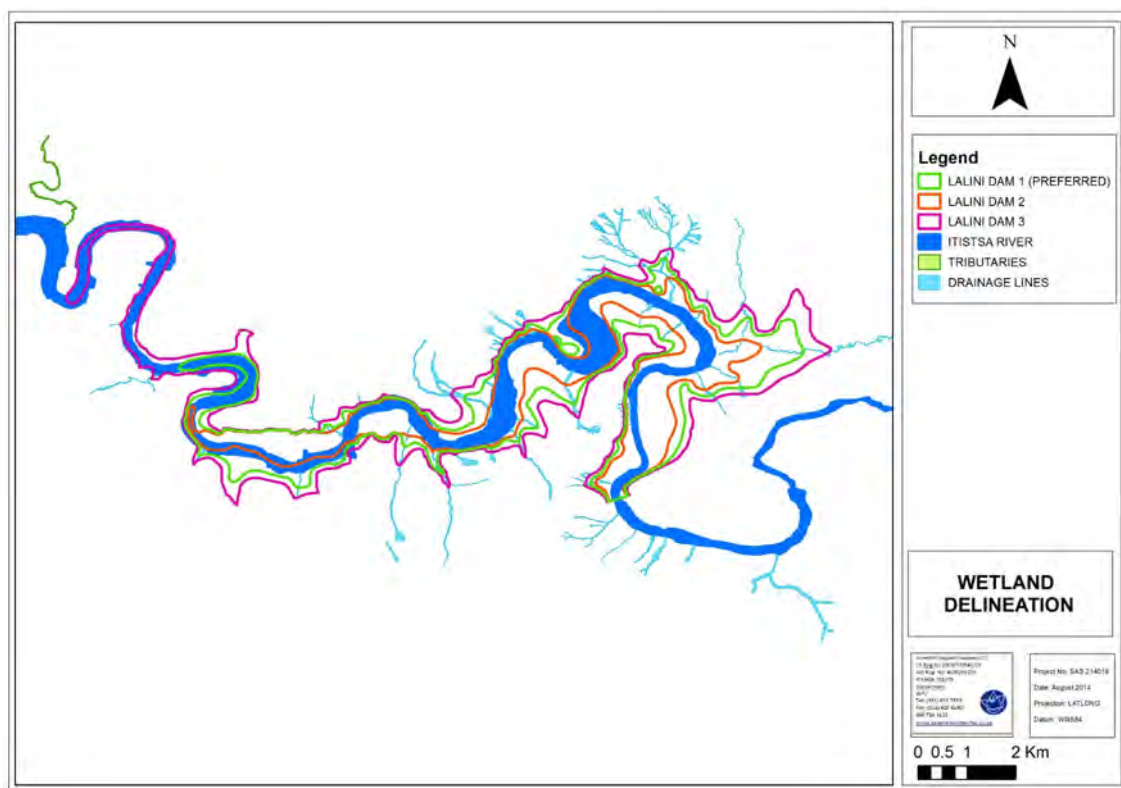 N
Legend
LALINI DAM 1 (PREFERRED)
LALINI DAM 2
LALINI DAM 3
ITISTSA RIVER
TRIBUTARIES
DRAINAGE LINES
WETLAND
DELINEATION
Project No: SAS 214018
Date: August 2014
Projection: LATLONG
Datum: WGS84
0 0.5 1 2 Km